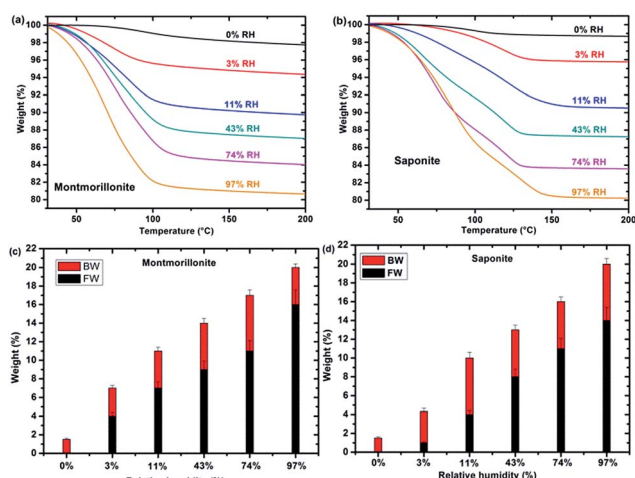 (a)
100
98
96
94
92
90
88
86
84
82
80
Weight (%)
0% RH
3% RH
11% RH
43% RH
74% RH
97% RH
Montmorillonite
50
100
150
200
Temperature (°C)
(b)
100
98
96
94
92
90
88
86
84
82
80
Weight (%)
0% RH
3% RH
11% RH
43% RH
74% RH
97% RH
Saponite
50
100
150
200
Temperature (°C)
(c)
Montmorillonite
BW
FW
22
20
18
16
14
12
10
8
6
4
2
0
Weight (%)
0% 3% 11% 43% 74% 97%
(d)
Saponite
BW
FW
22
20
18
16
14
12
10
8
6
4
2
0
Weight (%)
0% 3% 11% 43% 74% 97%
Relative humidity (%)